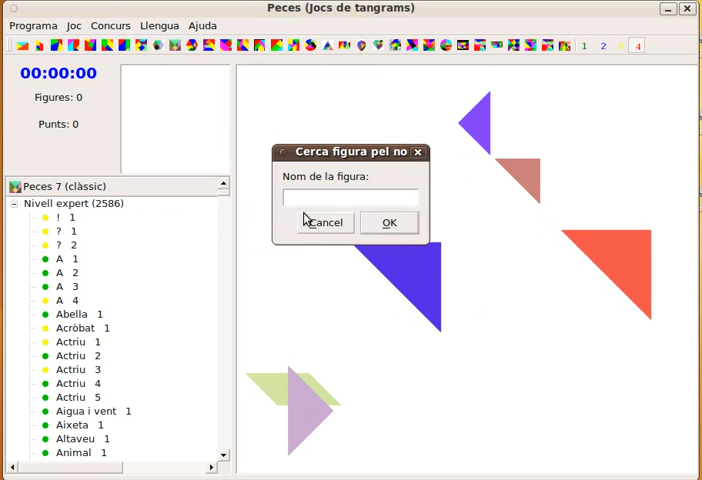 Peces (Jocs de tangrams)
Programa Joc Concurs Llengua Ajuda
1 2 3 4
00:00:00
Figures: 0
Punts: 0
Cerca figura pel no
Nom de la figura:
Cancel OK
Peces 7 (clàssic)
Nivell expert (2586)
! 1
? 1
? 2
A 1
A 2
A 3
A 4
Abella 1
Acròbat 1
Actriu 1
Actriu 2
Actriu 3
Actriu 4
Actriu 5
Aigua i vent 1
Aixeta 1
Altaveu 1
Animal 1